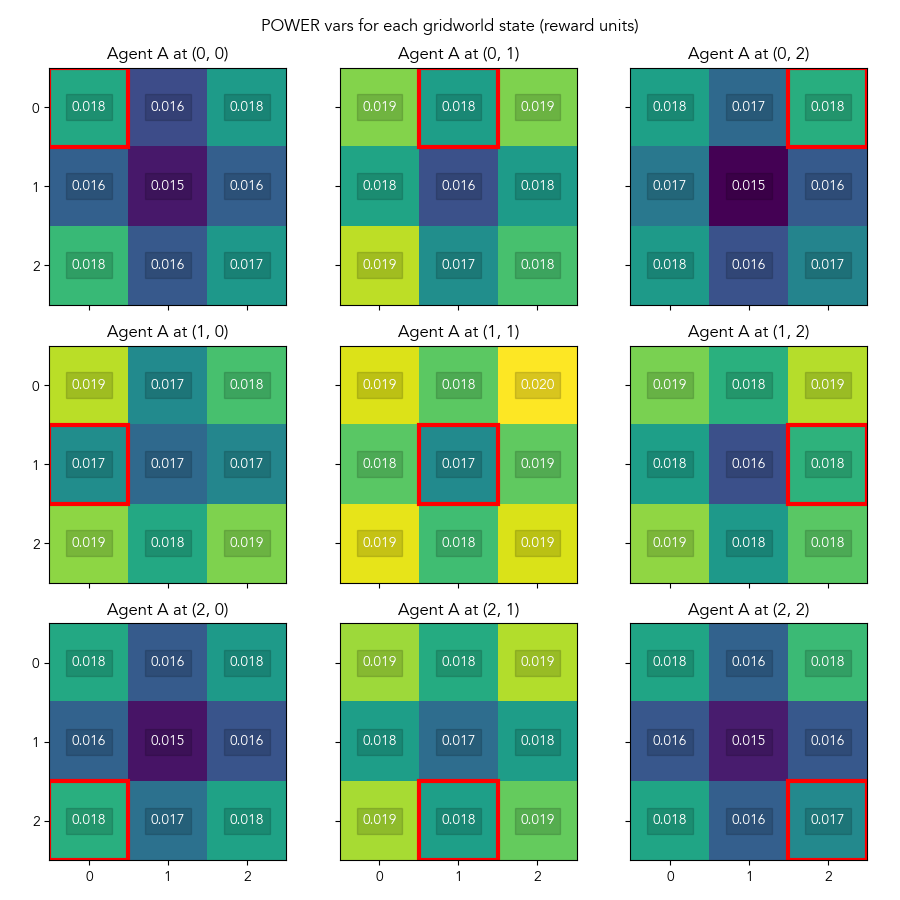 POWER vars for each gridworld state (reward units)
Agent A at (0, 0) Agent A at (0, 1) Agent A at (0, 2)
0 0.018 0.016 0.018 0.019 0.018 0.019 0.018 0.017 0.018
1 0.016 0.015 0.016 0.018 0.016 0.018 0.017 0.015 0.016
2 0.018 0.016 0.017 0.019 0.017 0.018 0.018 0.016 0.017
Agent A at (1, 0) Agent A at (1, 1) Agent A at (1, 2)
0 0.019 0.017 0.018 0.019 0.018 0.020 0.019 0.018 0.019
1 0.017 0.017 0.017 0.018 0.017 0.019 0.018 0.016 0.018
2 0.019 0.018 0.019 0.019 0.018 0.019 0.019 0.018 0.018
Agent A at (2, 0) Agent A at (2, 1) Agent A at (2, 2)
0 0.018 0.016 0.018 0.019 0.018 0.019 0.018 0.016 0.018
1 0.016 0.015 0.016 0.018 0.017 0.018 0.016 0.015 0.016
2 0.018 0.017 0.018 0.019 0.018 0.019 0.018 0.016 0.017
0 1 2 0 1 2 0 1 2